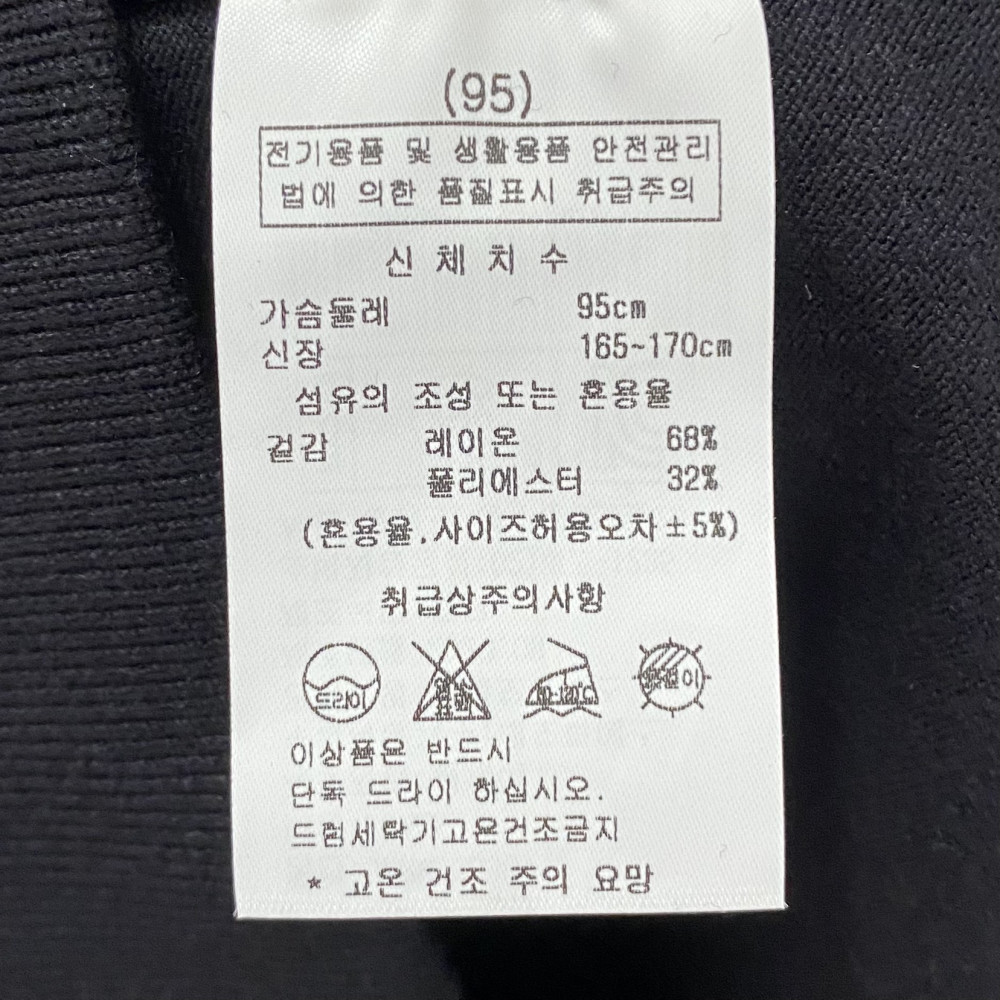 (95)
전기용품 및 생활용품 안전관리
법에 의한 품질표시 취급주의
신 체 치 수
가슴둘레 95cm
신장 165~170cm
섬유의 조성 또는 혼용율
겉감 레이온 68%
폴리에스터 32%
(혼용율.사이즈허용오차±5%)
취급상주의사항
드라이 80~120℃ 옷걸이
이상품은 반드시
단독 드라이 하십시오.
드럼세탁기고온건조금지
* 고온 건조 주의 요망